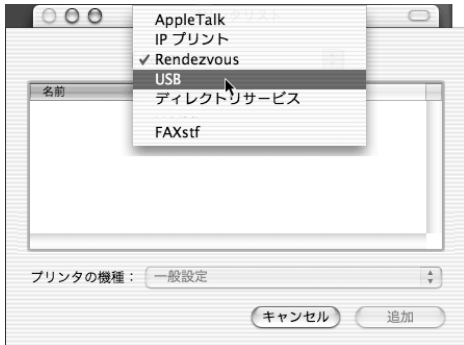 AppleTalk
IP プリント
✓ Rendezvous
USB
ディレクトリサービス
FAXstf
名前
プリンタの機種：
一般設定
キャンセル
追加